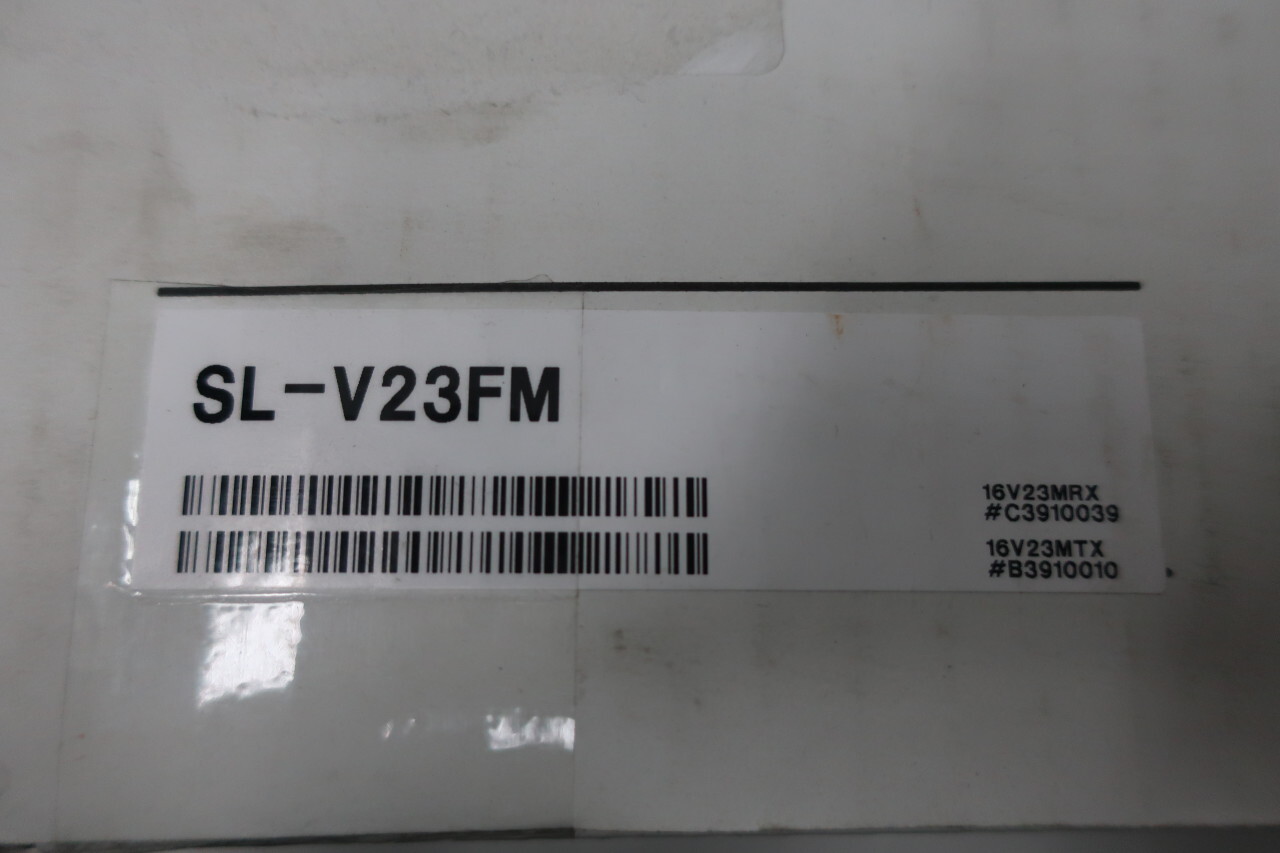 SL-V23FM
16V23MRX
#C3910039
16V23MTX
#B3910010